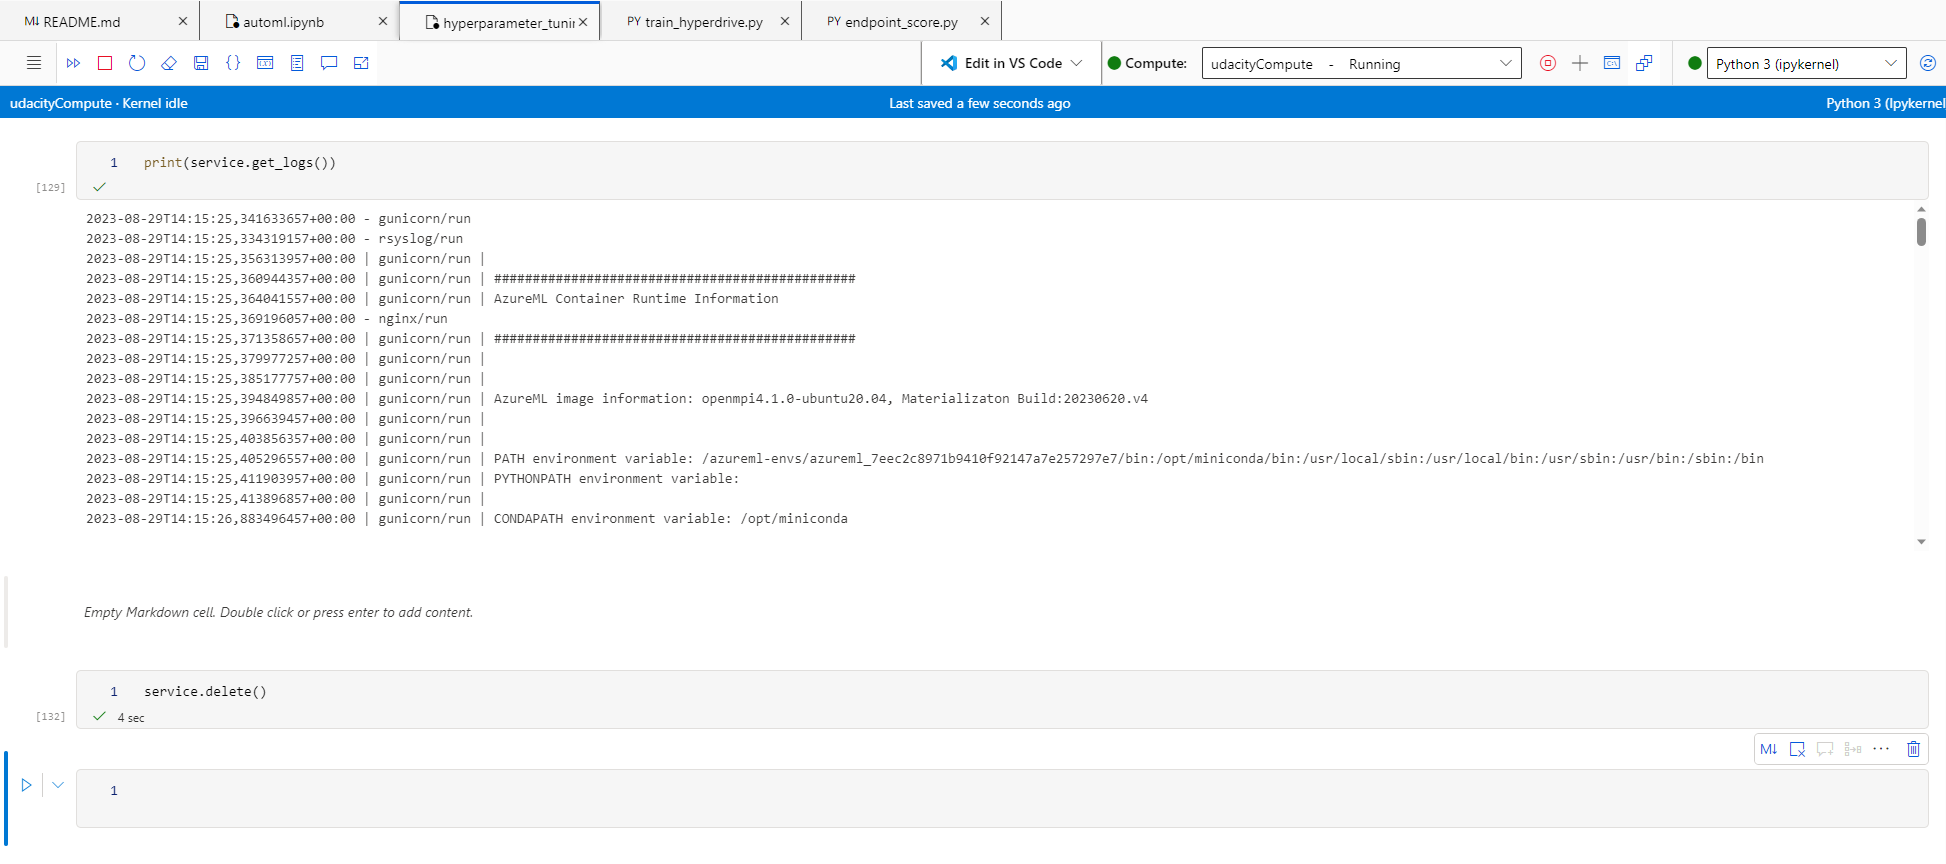 M↓ README.md
automl.ipynb
hyperparameter_tunir
PY train_hyperdrive.py
PY endpoint_score.py
Edit in VS Code
Compute:
udacityCompute - Running
Python 3 (ipykernel)
udacityCompute · Kernel idle
Last saved a few seconds ago
Python 3 (Ipykernel
1 print(service.get_logs())
[129]
2023-08-29T14:15:25,341633657+00:00 - gunicorn/run
2023-08-29T14:15:25,334319157+00:00 - rsyslog/run
2023-08-29T14:15:25,356313957+00:00 | gunicorn/run |
2023-08-29T14:15:25,360944357+00:00 | gunicorn/run | ###############################################
2023-08-29T14:15:25,364041557+00:00 | gunicorn/run | AzureML Container Runtime Information
2023-08-29T14:15:25,369196057+00:00 - nginx/run
2023-08-29T14:15:25,371358657+00:00 | gunicorn/run | ###############################################
2023-08-29T14:15:25,379977257+00:00 | gunicorn/run |
2023-08-29T14:15:25,385177757+00:00 | gunicorn/run |
2023-08-29T14:15:25,394849857+00:00 | gunicorn/run | AzureML image information: openmpi4.1.0-ubuntu20.04, Materializaton Build:20230620.v4
2023-08-29T14:15:25,396639457+00:00 | gunicorn/run |
2023-08-29T14:15:25,403856357+00:00 | gunicorn/run |
2023-08-29T14:15:25,405296557+00:00 | gunicorn/run | PATH environment variable: /azureml-envs/azureml_7eec2c8971b9410f92147a7e257297e7/bin:/opt/miniconda/bin:/usr/local/sbin:/usr/local/bin:/usr/sbin:/usr/bin:/sbin:/bin
2023-08-29T14:15:25,411903957+00:00 | gunicorn/run | PYTHONPATH environment variable:
2023-08-29T14:15:25,413896857+00:00 | gunicorn/run |
2023-08-29T14:15:26,883496457+00:00 | gunicorn/run | CONDAPATH environment variable: /opt/miniconda
Empty Markdown cell. Double click or press enter to add content.
1 service.delete()
[132]
4 sec
M↓
1